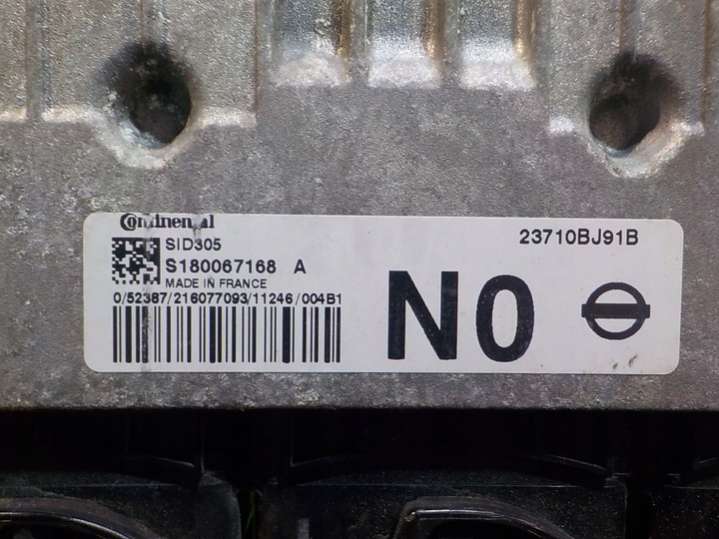 Continental
SID305
23710BJ91B
S180067168 A
MADE IN FRANCE
0/52387/216077093/11246/004B1
N0